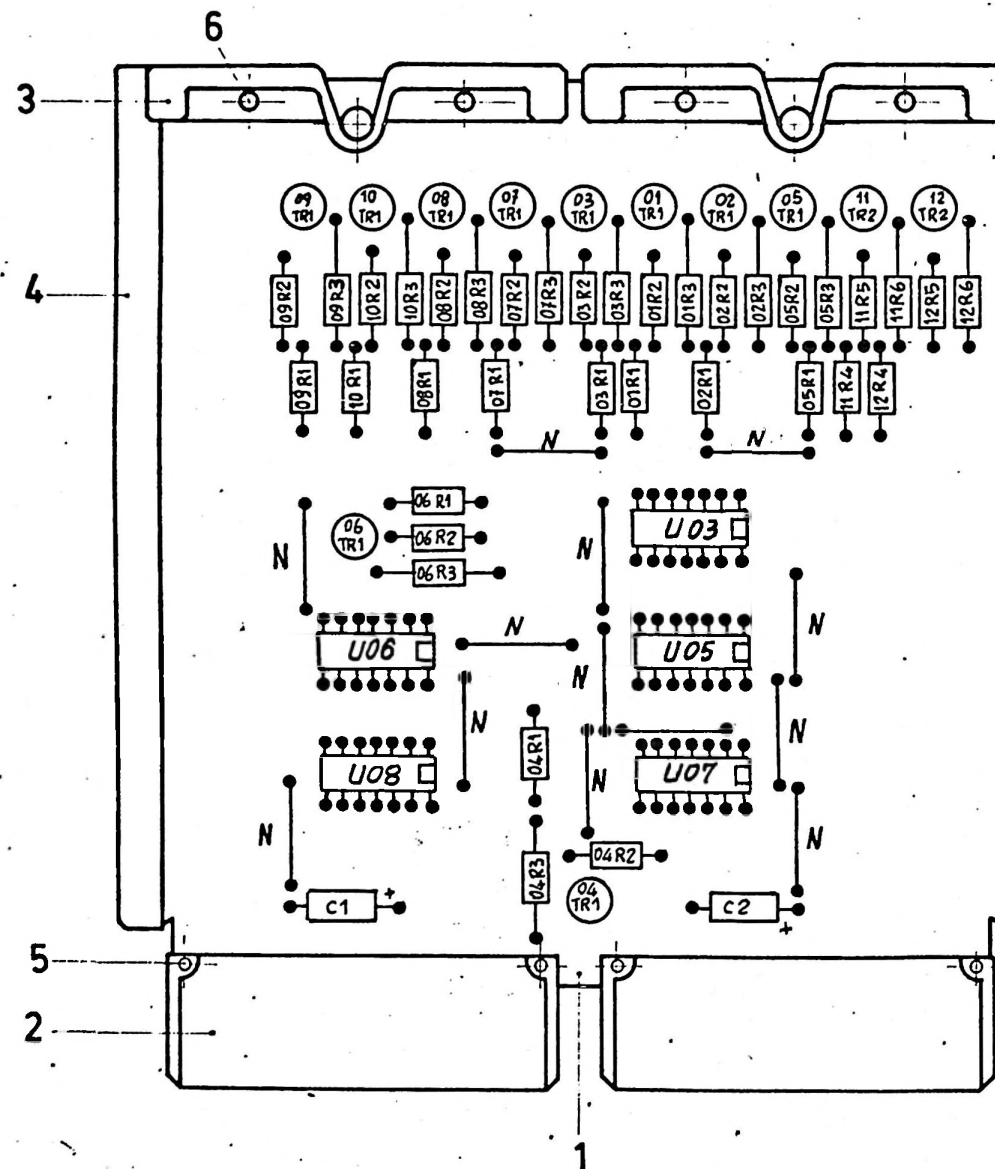 6
3
09 TR1
10 TR1
08 TR1
07 TR1
03 TR1
01 TR1
02 TR1
05 TR1
11 TR2
12 TR2
4
09R2
09R3
10R2
10R3
08R2
08R3
07R2
07R3
03R2
03R3
01R2
01R3
02R2
02R3
05R2
05R3
11R5
11R6
12R5
12R6
09R1
10R1
08R1
07R1
03R1
01R1
02R1
05R1
11R4
12R4
N
N
06R1
06 TR1
06R2
06R3
N
N
U03
N
U06
N
U05
N
N
N
04R1
U08
U07
N
N
N
04R2
04R3
04 TR1
C1 +
C2 +
5
2
1